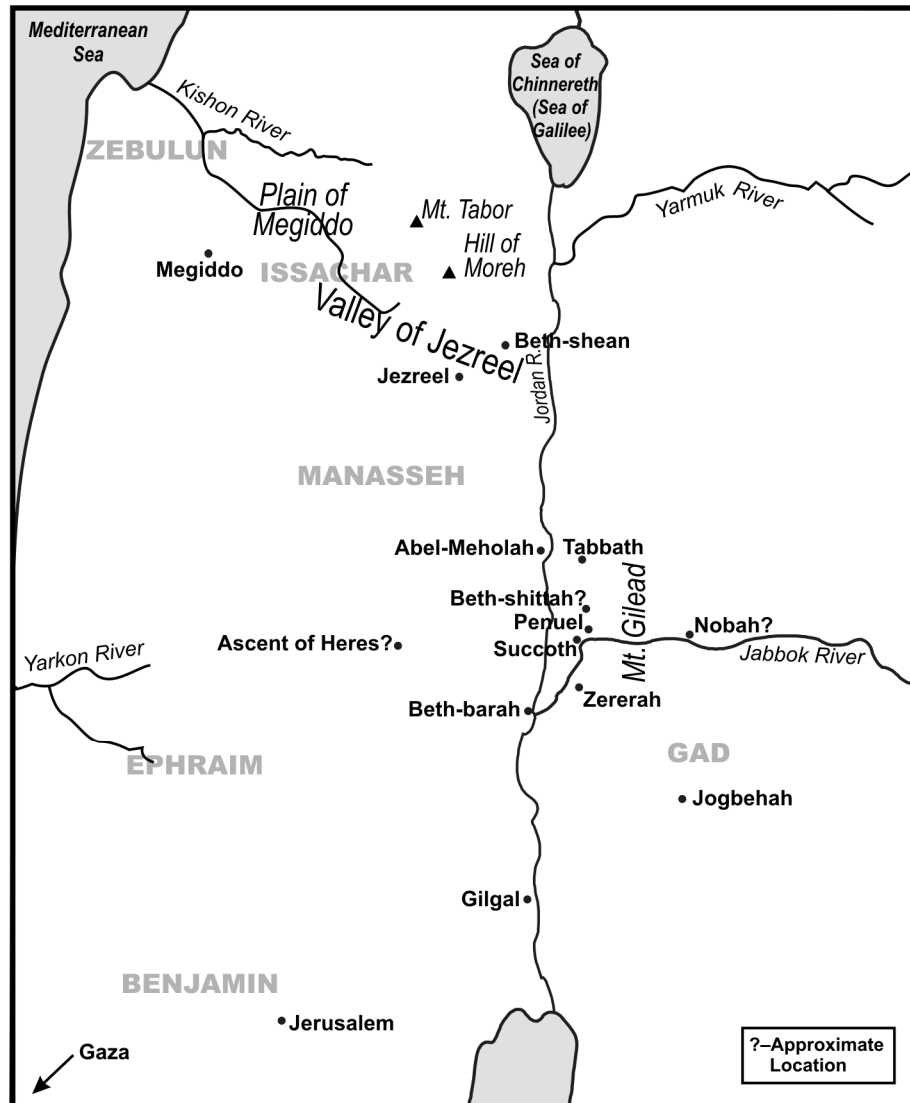 Mediterranean
Sea
Sea of
Chinnereth
(Sea of
Galilee)
Kishon River
ZEBULUN
Plain of
Megiddo
Mt. Tabor
Yarmuk River
Hill of
Moreh
Megiddo
ISSACHAR
Valley of Jezreel
Beth-shean
Jezreel
Jordan R.
MANASSEH
Abel-Meholah
Tabbath
Mt. Gilead
Beth-shittah?
Penuel
Nobah?
Succoth
Ascent of Heres?
Jabbok River
Yarkon River
Zererah
Beth-barah
EPHRAIM
GAD
Jogbehah
Gilgal
BENJAMIN
Jerusalem
Gaza
?–Approximate
Location